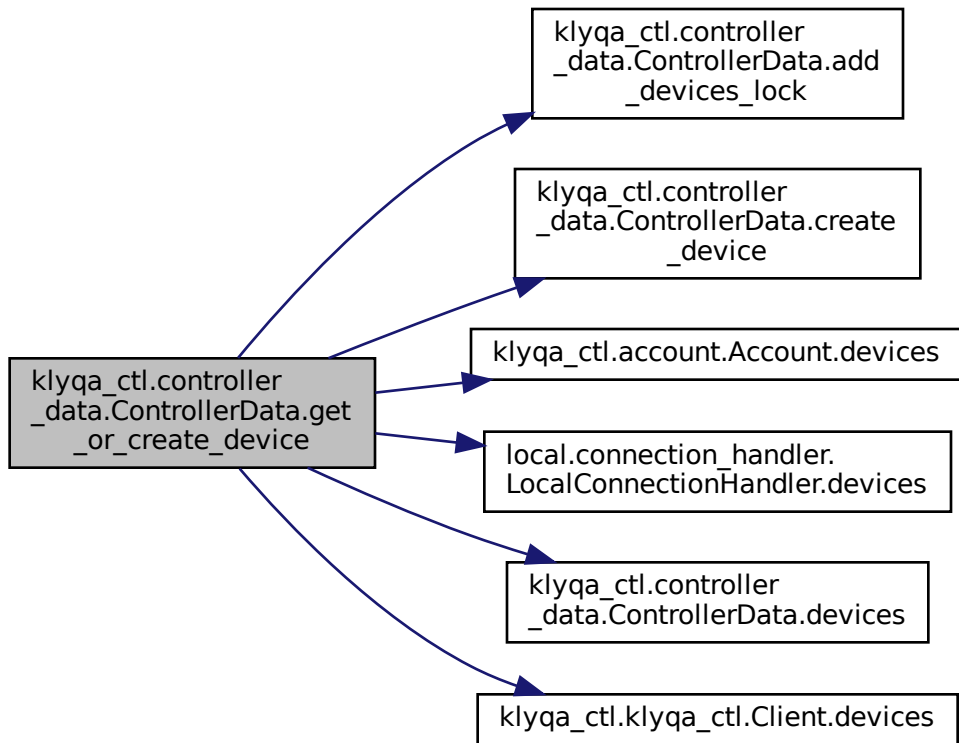 klyqa_ctl.controller
_data.ControllerData.add
_devices_lock
klyqa_ctl.controller
_data.ControllerData.create
_device
klyqa_ctl.account.Account.devices
klyqa_ctl.controller
_data.ControllerData.get
_or_create_device
local.connection_handler.
LocalConnectionHandler.devices
klyqa_ctl.controller
_data.ControllerData.devices
klyqa_ctl.klyqa_ctl.Client.devices